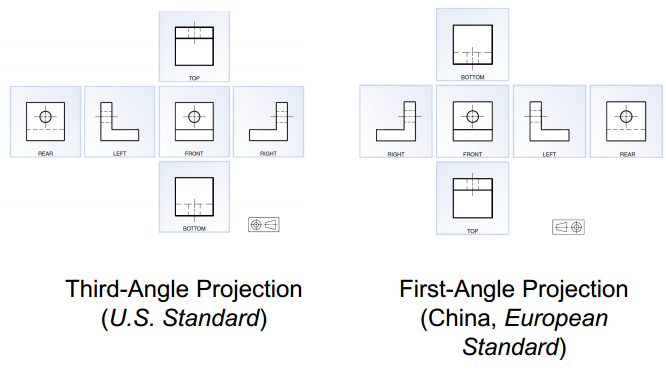 TOP
REAR
LEFT
FRONT
RIGHT
BOTTOM
Third-Angle Projection
(U.S. Standard)
BOTTOM
RIGHT
FRONT
LEFT
REAR
TOP
First-Angle Projection
(China, European
Standard)